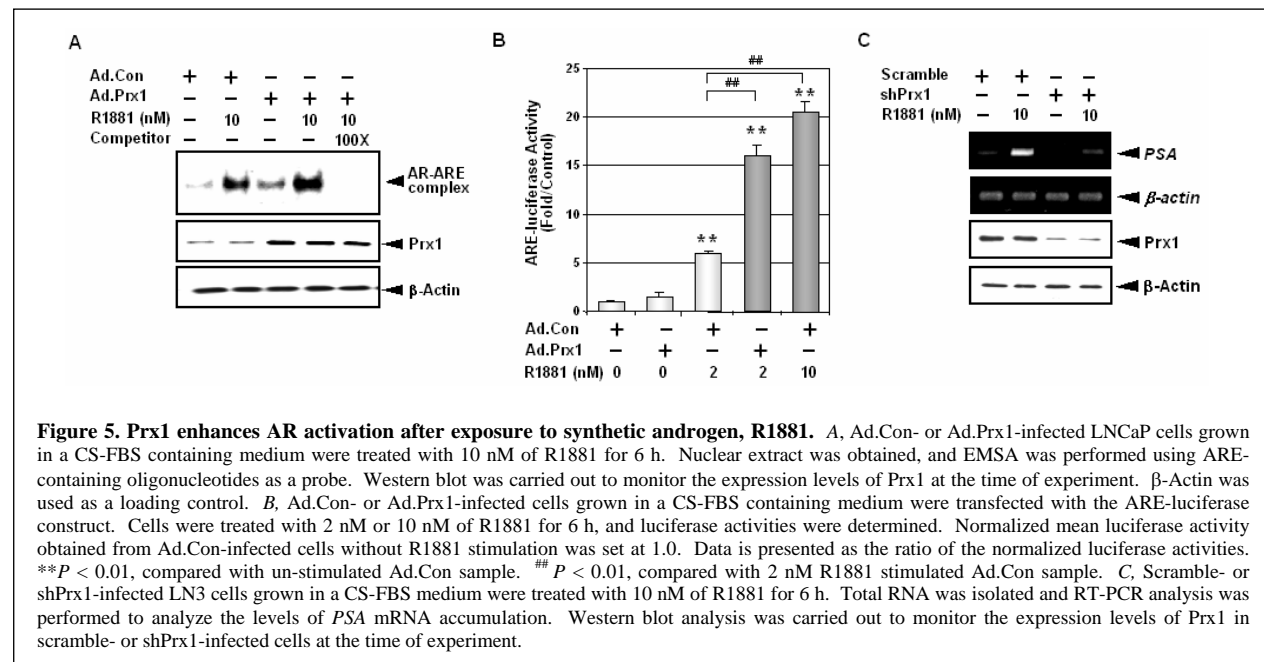 A
Ad.Con + + – – –
Ad.Prx1 – – + + +
R1881 (nM) – 10 – 10 10
Competitor 100X
AR-ARE
complex
Prx1
β-Actin
B
ARE-luciferase Activity
(Fold/Control)
25
20
15
10
5
0
##
##
**
**
**
Ad.Con + – + – +
Ad.Prx1 – + – + –
R1881 (nM) 0 0 2 2 10
C
Scramble + + – –
shPrx1 – – + +
R1881 (nM) – 10 – 10
PSA
β-actin
Prx1
β-Actin
Figure 5. Prx1 enhances AR activation after exposure to synthetic androgen, R1881. A, Ad.Con- or Ad.Prx1-infected LNCaP cells grown
in a CS-FBS containing medium were treated with 10 nM of R1881 for 6 h. Nuclear extract was obtained, and EMSA was performed using ARE-
containing oligonucleotides as a probe. Western blot was carried out to monitor the expression levels of Prx1 at the time of experiment. β-Actin was
used as a loading control. B, Ad.Con- or Ad.Prx1-infected cells grown in a CS-FBS containing medium were transfected with the ARE-luciferase
construct. Cells were treated with 2 nM or 10 nM of R1881 for 6 h, and luciferase activities were determined. Normalized mean luciferase activity
obtained from Ad.Con-infected cells without R1881 stimulation was set at 1.0. Data is presented as the ratio of the normalized luciferase activities.
**P < 0.01, compared with un-stimulated Ad.Con sample. ## P < 0.01, compared with 2 nM R1881 stimulated Ad.Con sample. C, Scramble- or
shPrx1-infected LN3 cells grown in a CS-FBS medium were treated with 10 nM of R1881 for 6 h. Total RNA was isolated and RT-PCR analysis was
performed to analyze the levels of PSA mRNA accumulation. Western blot analysis was carried out to monitor the expression levels of Prx1 in
scramble- or shPrx1-infected cells at the time of experiment.